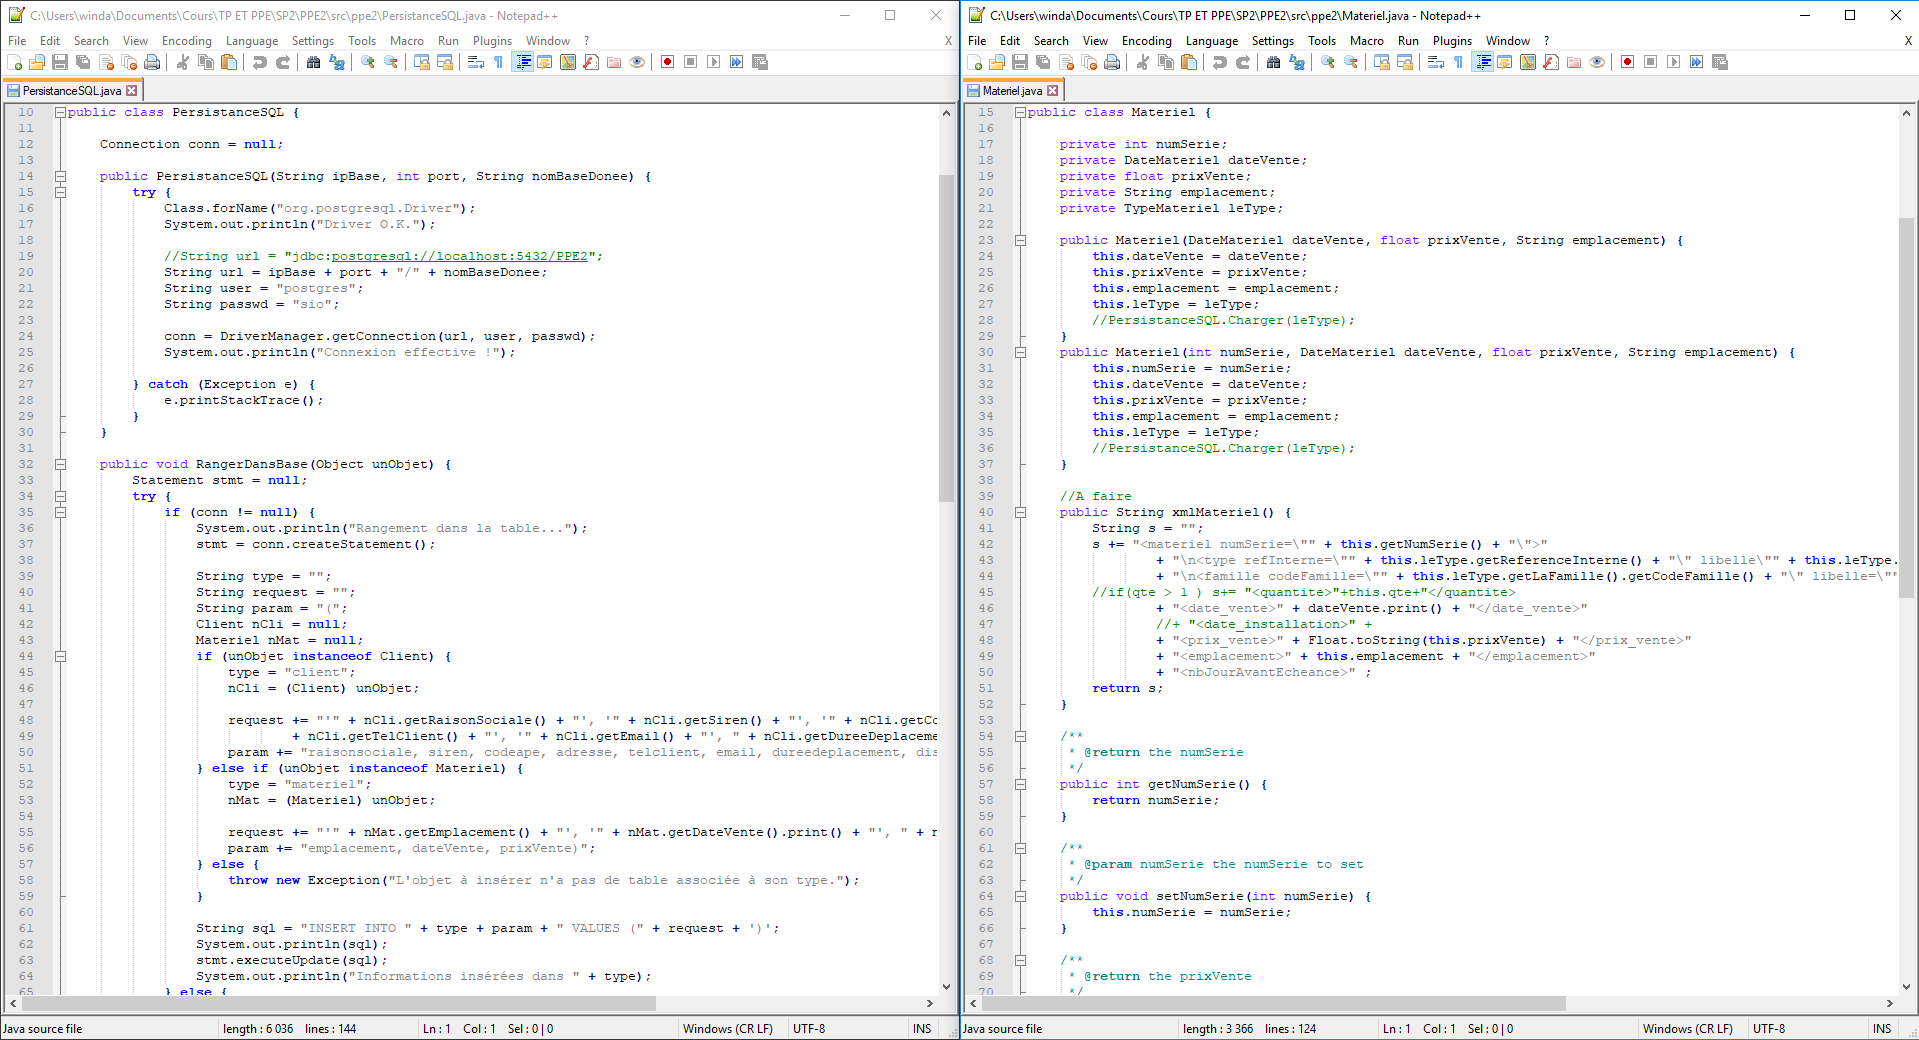 C:\Users\winda\Documents\Cours\TP ET PPE\SP2\PPE2\src\ppe2\PersistanceSQL.java - Notepad++
File Edit Search View Encoding Language Settings Tools Macro Run Plugins Window ? X
PersistanceSQL.java
10 public class PersistanceSQL {
11
12 Connection conn = null;
13
14 public PersistanceSQL(String ipBase, int port, String nomBaseDonee) {
15 try {
16 Class.forName("org.postgresql.Driver");
17 System.out.println("Driver O.K.");
18
19 //String url = "jdbc:postgresql://localhost:5432/PPE2";
20 String url = ipBase + port + "/" + nomBaseDonee;
21 String user = "postgres";
22 String passwd = "sio";
23
24 conn = DriverManager.getConnection(url, user, passwd);
25 System.out.println("Connexion effective !");
26
27 } catch (Exception e) {
28 e.printStackTrace();
29 }
30 }
31
32 public void RangerDansBase(Object unObjet) {
33 Statement stmt = null;
34 try {
35 if (conn != null) {
36 System.out.println("Rangement dans la table...");
37 stmt = conn.createStatement();
38
39 String type = "";
40 String request = "";
41 String param = "(";
42 Client nCli = null;
43 Materiel nMat = null;
44 if (unObjet instanceof Client) {
45 type = "client";
46 nCli = (Client) unObjet;
47
48 request += "'" + nCli.getRaisonSociale() + "', '" + nCli.getSiren() + "', '" + nCli.getCo
49 + nCli.getTelClient() + "', '" + nCli.getEmail() + "', " + nCli.getDureeDeplaceme
50 param += "raisonsociale, siren, codeape, adresse, telclient, email, dureedeplacement, dis
51 } else if (unObjet instanceof Materiel) {
52 type = "materiel";
53 nMat = (Materiel) unObjet;
54
55 request += "'" + nMat.getEmplacement() + "', '" + nMat.getDateVente().print() + "', " + n
56 param += "emplacement, dateVente, prixVente)";
57 } else {
58 throw new Exception("L'objet à insérer n'a pas de table associée à son type.");
59 }
60
61 String sql = "INSERT INTO " + type + param + " VALUES (" + request + ')';
62 System.out.println(sql);
63 stmt.executeUpdate(sql);
64 System.out.println("Informations insérées dans " + type);
65 } else {
Java source file length : 6 036 lines : 144 Ln : 1 Col : 1 Sel : 0 | 0 Windows (CR LF) UTF-8 INS
C:\Users\winda\Documents\Cours\TP ET PPE\SP2\PPE2\src\ppe2\Materiel.java - Notepad++
File Edit Search View Encoding Language Settings Tools Macro Run Plugins Window ? X
Materiel.java
15 public class Materiel {
16
17 private int numSerie;
18 private DateMateriel dateVente;
19 private float prixVente;
20 private String emplacement;
21 private TypeMateriel leType;
22
23 public Materiel(DateMateriel dateVente, float prixVente, String emplacement) {
24 this.dateVente = dateVente;
25 this.prixVente = prixVente;
26 this.emplacement = emplacement;
27 this.leType = leType;
28 //PersistanceSQL.Charger(leType);
29 }
30 public Materiel(int numSerie, DateMateriel dateVente, float prixVente, String emplacement) {
31 this.numSerie = numSerie;
32 this.dateVente = dateVente;
33 this.prixVente = prixVente;
34 this.emplacement = emplacement;
35 this.leType = leType;
36 //PersistanceSQL.Charger(leType);
37 }
38
39 //A faire
40 public String xmlMateriel() {
41 String s = "";
42 s += "<materiel numSerie=\"" + this.getNumSerie() + "\">"
43 + "\n<type refInterne=\"" + this.leType.getReferenceInterne() + "\" libelle\"" + this.leType.
44 + "\n<famille codeFamille=\"" + this.leType.getLaFamille().getCodeFamille() + "\" libelle=\""
45 //if(qte > 1 ) s+= "<quantite>"+this.qte+"</quantite>
46 + "<date_vente>" + dateVente.print() + "</date_vente>"
47 //+ "<date_installation>" +
48 + "<prix_vente>" + Float.toString(this.prixVente) + "</prix_vente>"
49 + "<emplacement>" + this.emplacement + "</emplacement>"
50 + "<nbJourAvantEcheance>" ;
51 return s;
52 }
53
54 /**
55 * @return the numSerie
56 */
57 public int getNumSerie() {
58 return numSerie;
59 }
60
61 /**
62 * @param numSerie the numSerie to set
63 */
64 public void setNumSerie(int numSerie) {
65 this.numSerie = numSerie;
66 }
67
68 /**
69 * @return the prixVente
70 */
Java source file length : 3 366 lines : 124 Ln : 1 Col : 1 Sel : 0 | 0 Windows (CR LF) UTF-8 INS